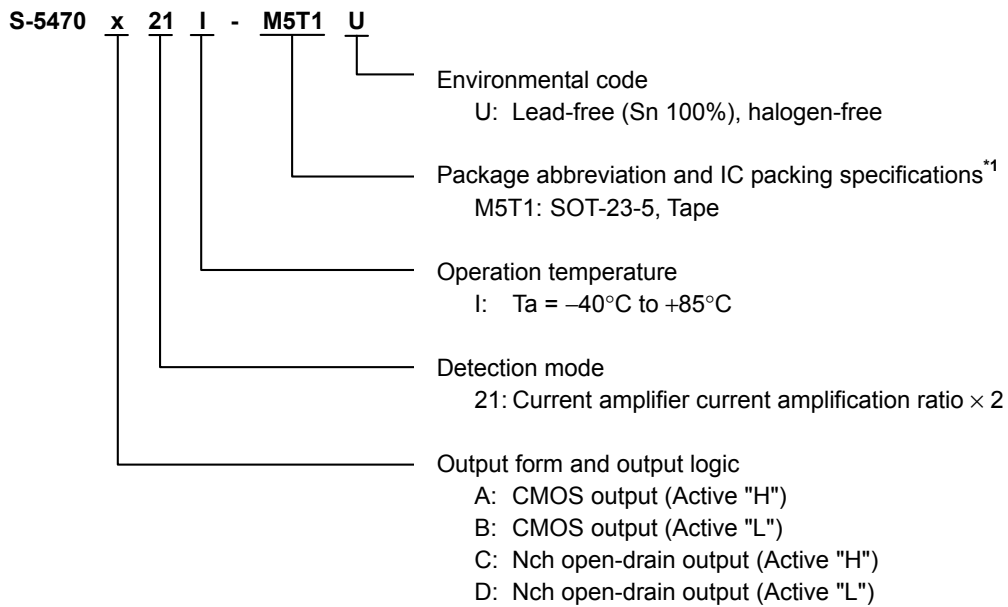 S-5470 x 21 I - M5T1 U
Environmental code
U: Lead-free (Sn 100%), halogen-free
Package abbreviation and IC packing specifications*1
M5T1: SOT-23-5, Tape
Operation temperature
I: Ta = −40°C to +85°C
Detection mode
21: Current amplifier current amplification ratio × 2
Output form and output logic
A: CMOS output (Active "H")
B: CMOS output (Active "L")
C: Nch open-drain output (Active "H")
D: Nch open-drain output (Active "L")